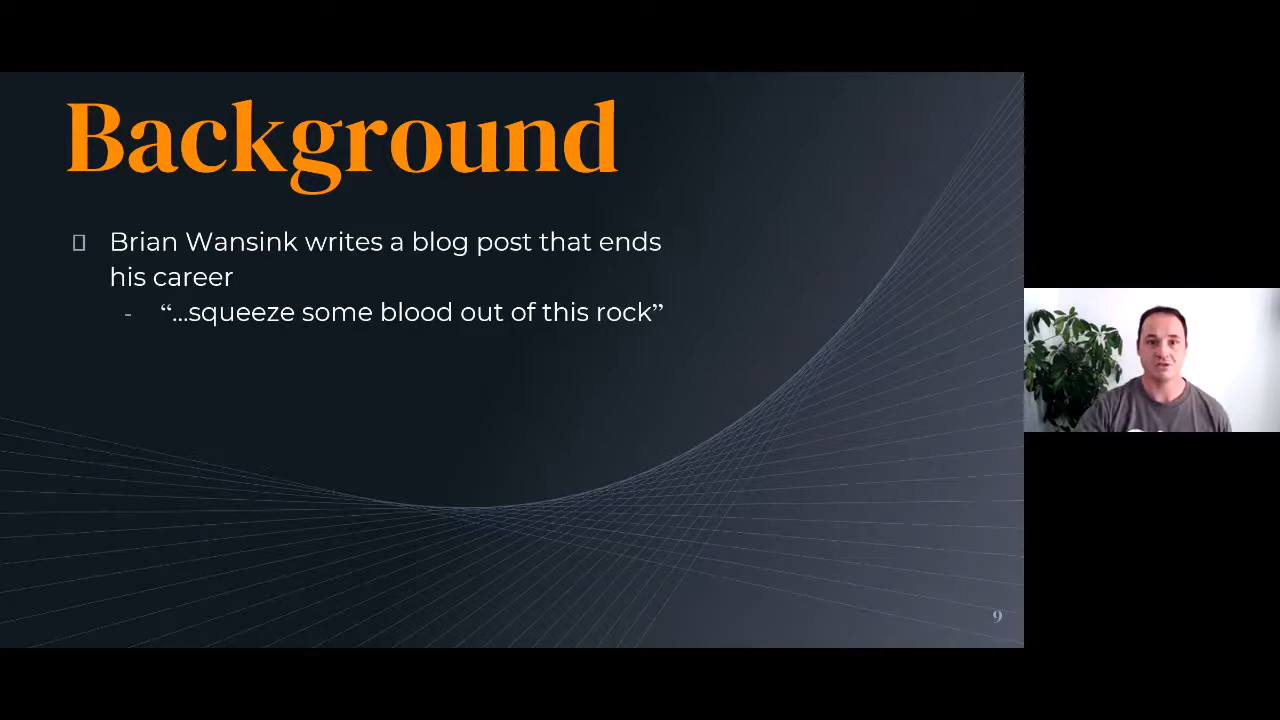 Background
Brian Wansink writes a blog post that ends
his career
- “...squeeze some blood out of this rock”
9